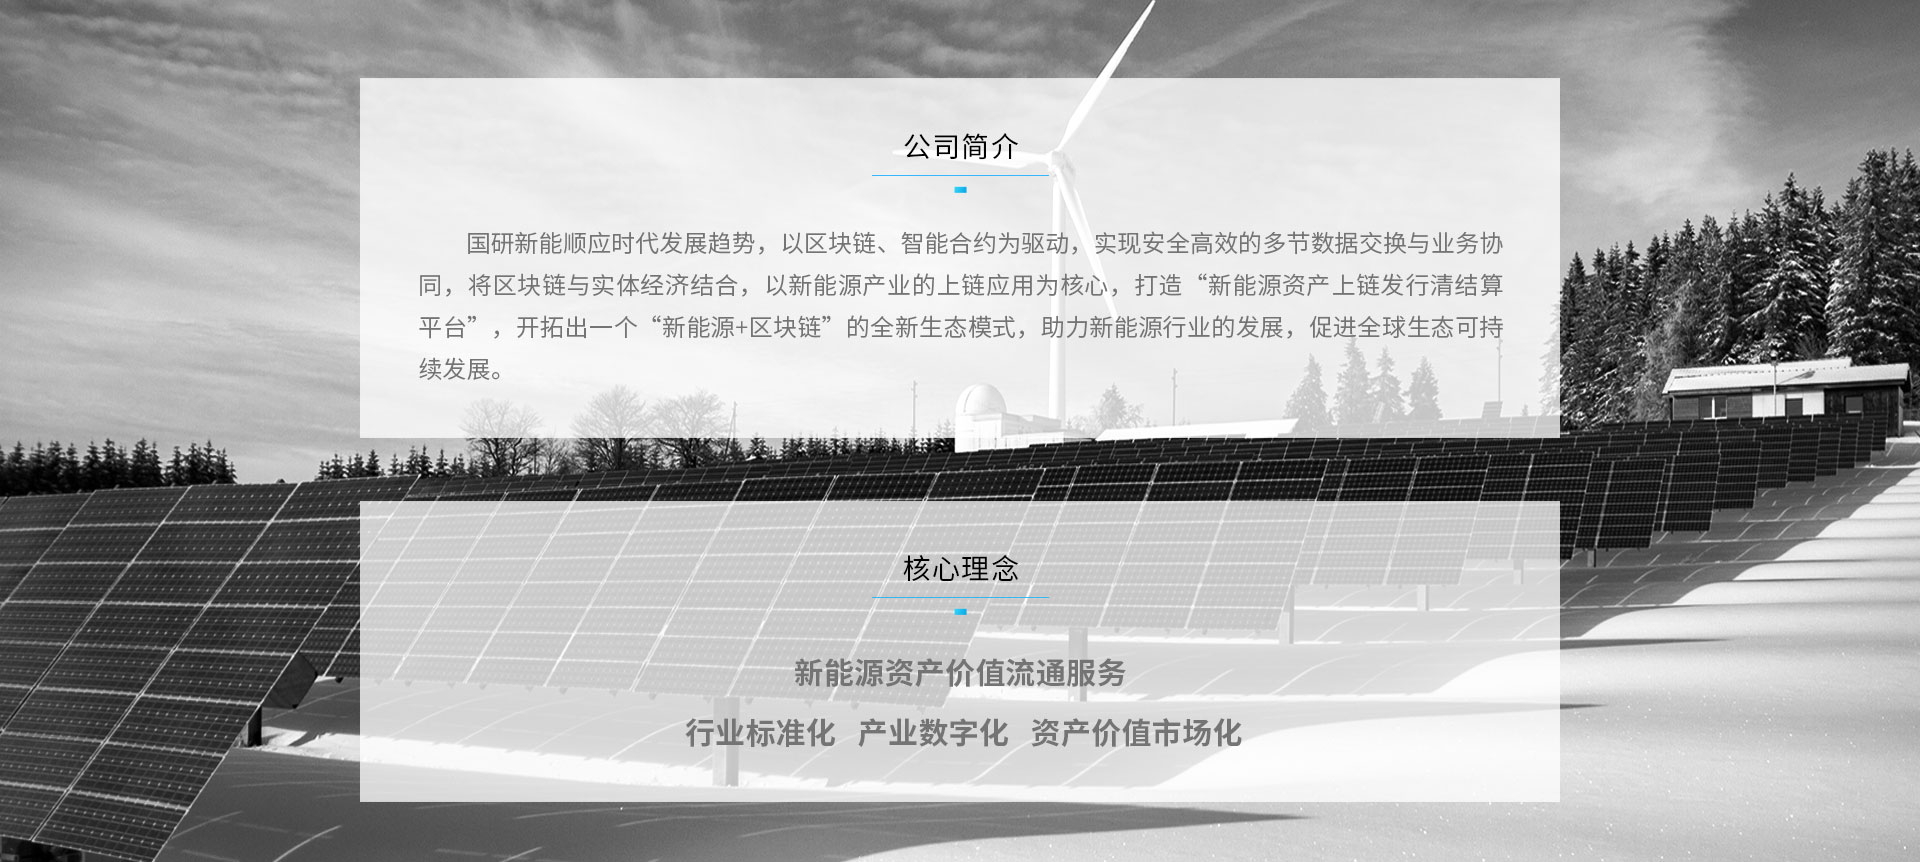 公司简介
国研新能顺应时代发展趋势，以区块链、智能合约为驱动，实现安全高效的多节数据交换与业务协
同，将区块链与实体经济结合，以新能源产业的上链应用为核心，打造“新能源资产上链发行清结算
平台”，开拓出一个“新能源+区块链”的全新生态模式，助力新能源行业的发展，促进全球生态可持
续发展。
核心理念
新能源资产价值流通服务
行业标准化 产业数字化 资产价值市场化